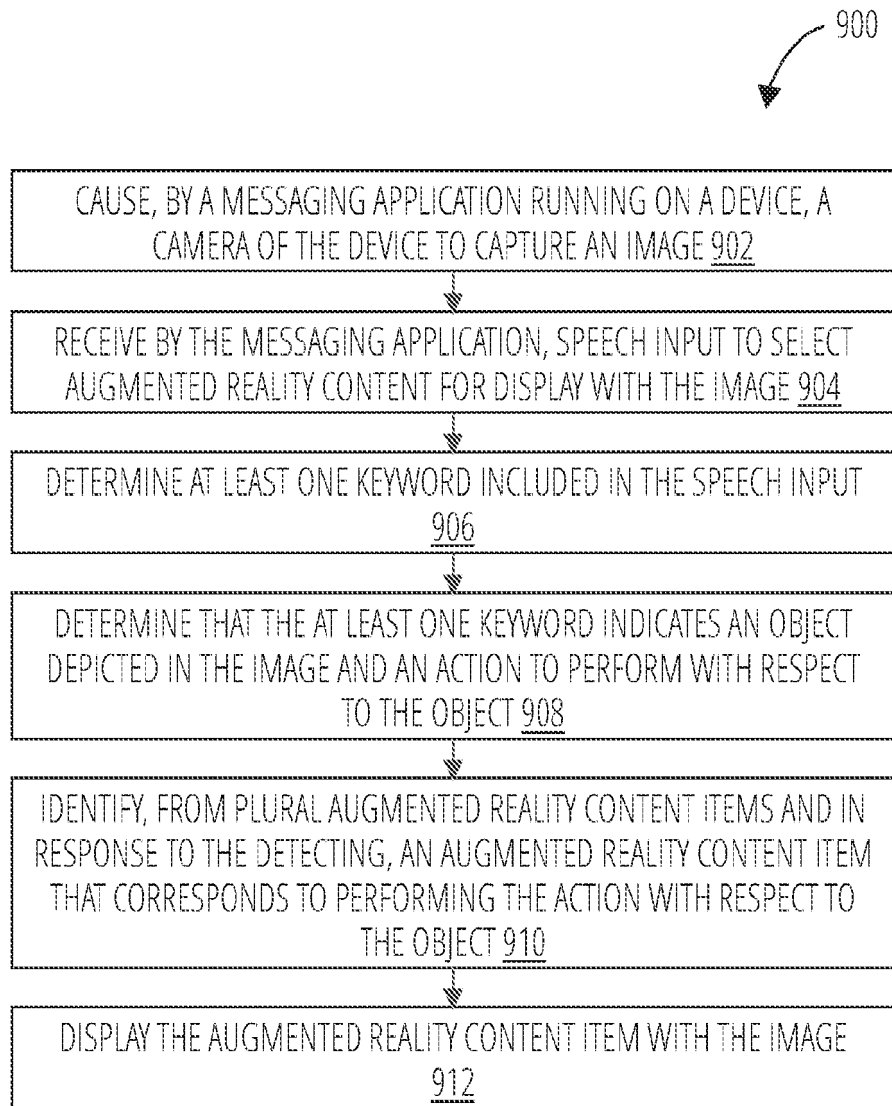 900
CAUSE, BY A MESSAGING APPLICATION RUNNING ON A DEVICE, A
CAMERA OF THE DEVICE TO CAPTURE AN IMAGE 902
RECEIVE BY THE MESSAGING APPLICATION, SPEECH INPUT TO SELECT
AUGMENTED REALITY CONTENT FOR DISPLAY WITH THE IMAGE 904
DETERMINE AT LEAST ONE KEYWORD INCLUDED IN THE SPEECH INPUT
906
DETERMINE THAT THE AT LEAST ONE KEYWORD INDICATES AN OBJECT
DEPICTED IN THE IMAGE AND AN ACTION TO PERFORM WITH RESPECT
TO THE OBJECT 908
IDENTIFY, FROM PLURAL AUGMENTED REALITY CONTENT ITEMS AND IN
RESPONSE TO THE DETECTING, AN AUGMENTED REALITY CONTENT ITEM
THAT CORRESPONDS TO PERFORMING THE ACTION WITH RESPECT TO
THE OBJECT 910
DISPLAY THE AUGMENTED REALITY CONTENT ITEM WITH THE IMAGE
912